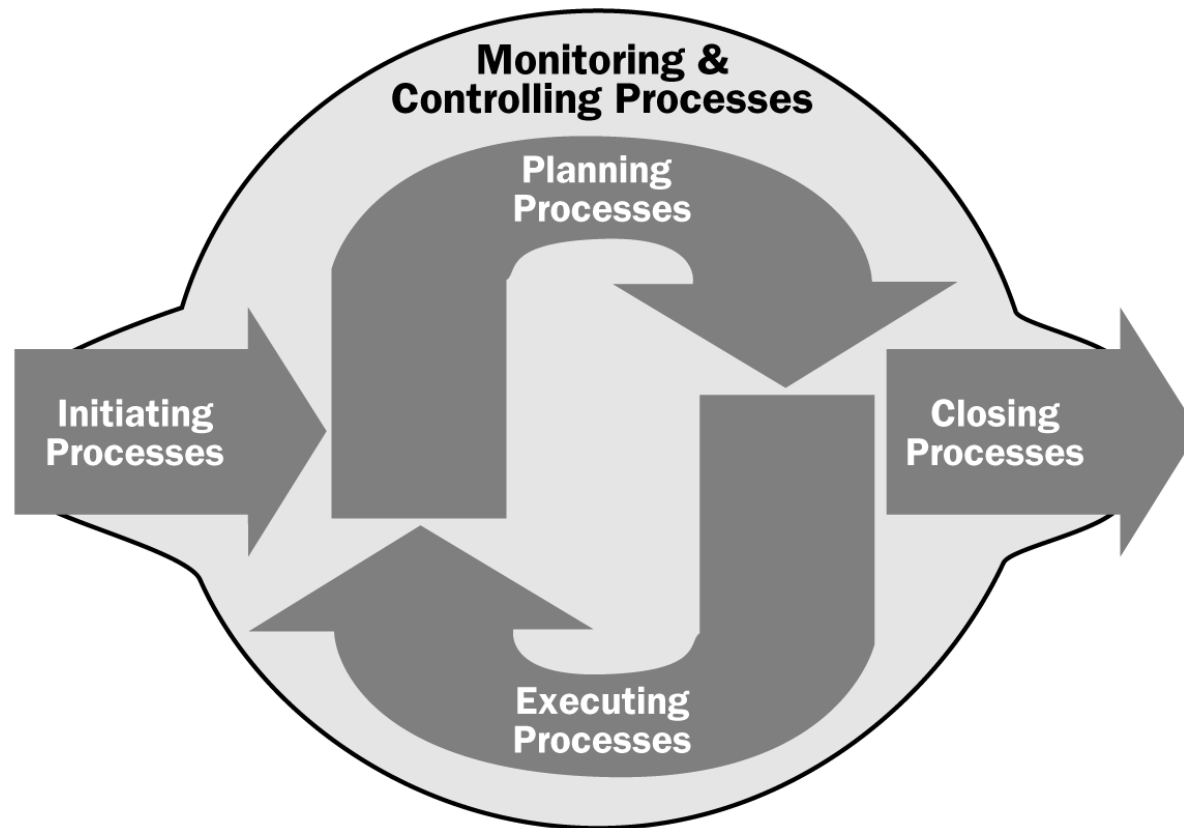 Monitoring &
Controlling Processes
Planning
Processes
Initiating
Processes
Closing
Processes
Executing
Processes